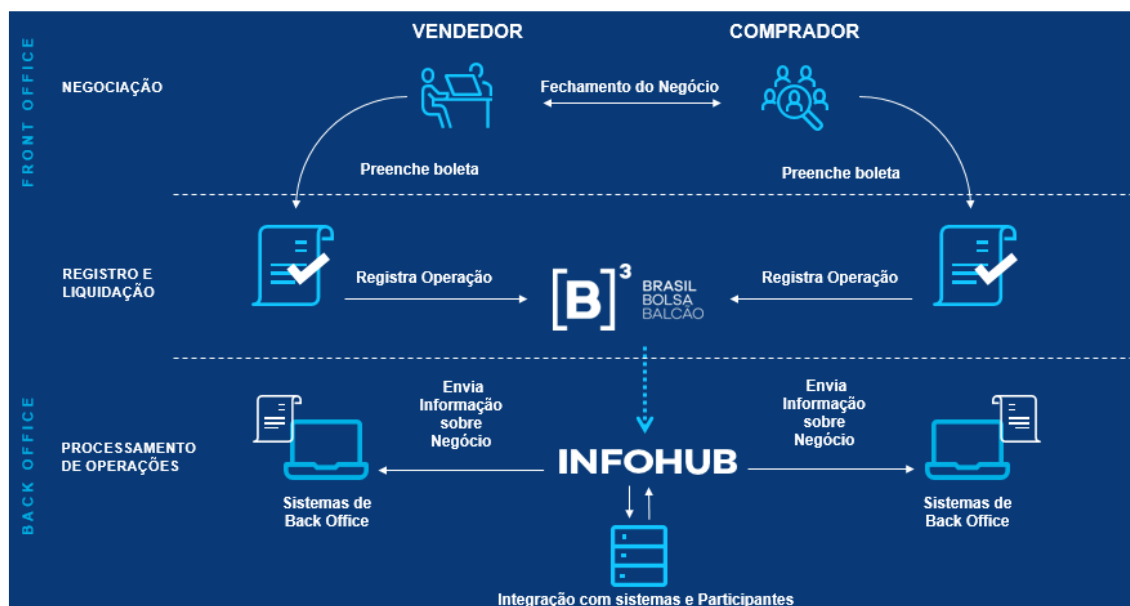 VENDEDOR
COMPRADOR
FRONT OFFICE
NEGOCIAÇÃO
Fechamento do Negócio
Preenche boleta
Preenche boleta
REGISTRO E
LIQUIDAÇÃO
Registra Operação
[B]³
BRASIL
BOLSA
BALCÃO
Registra Operação
BACK OFFICE
PROCESSAMENTO
DE OPERAÇÕES
Envia
Informação
sobre
Negócio
Envia
Informação
sobre
Negócio
INFOHUB
Sistemas de
Back Office
Sistemas de
Back Office
Integração com sistemas e Participantes